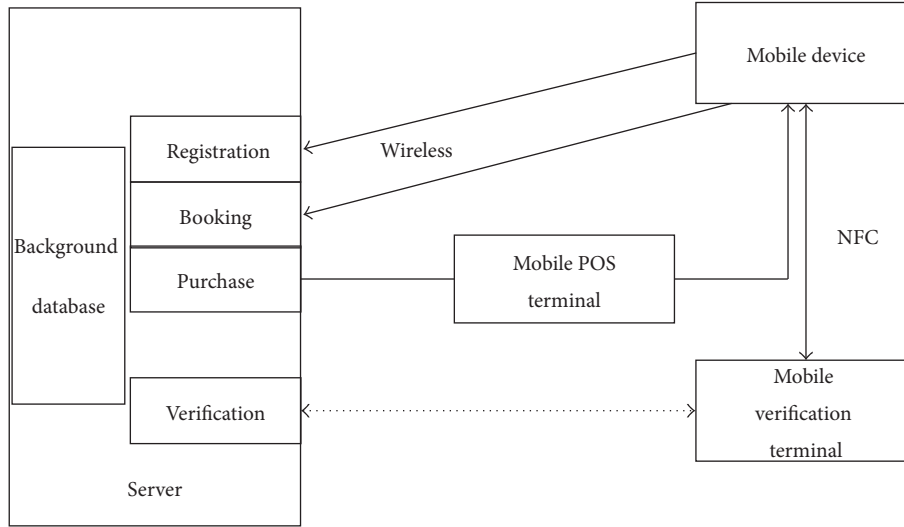 Mobile device
Registration
Wireless
Booking
Background
database
Purchase
Mobile POS
terminal
NFC
Verification
Mobile
verification
terminal
Server